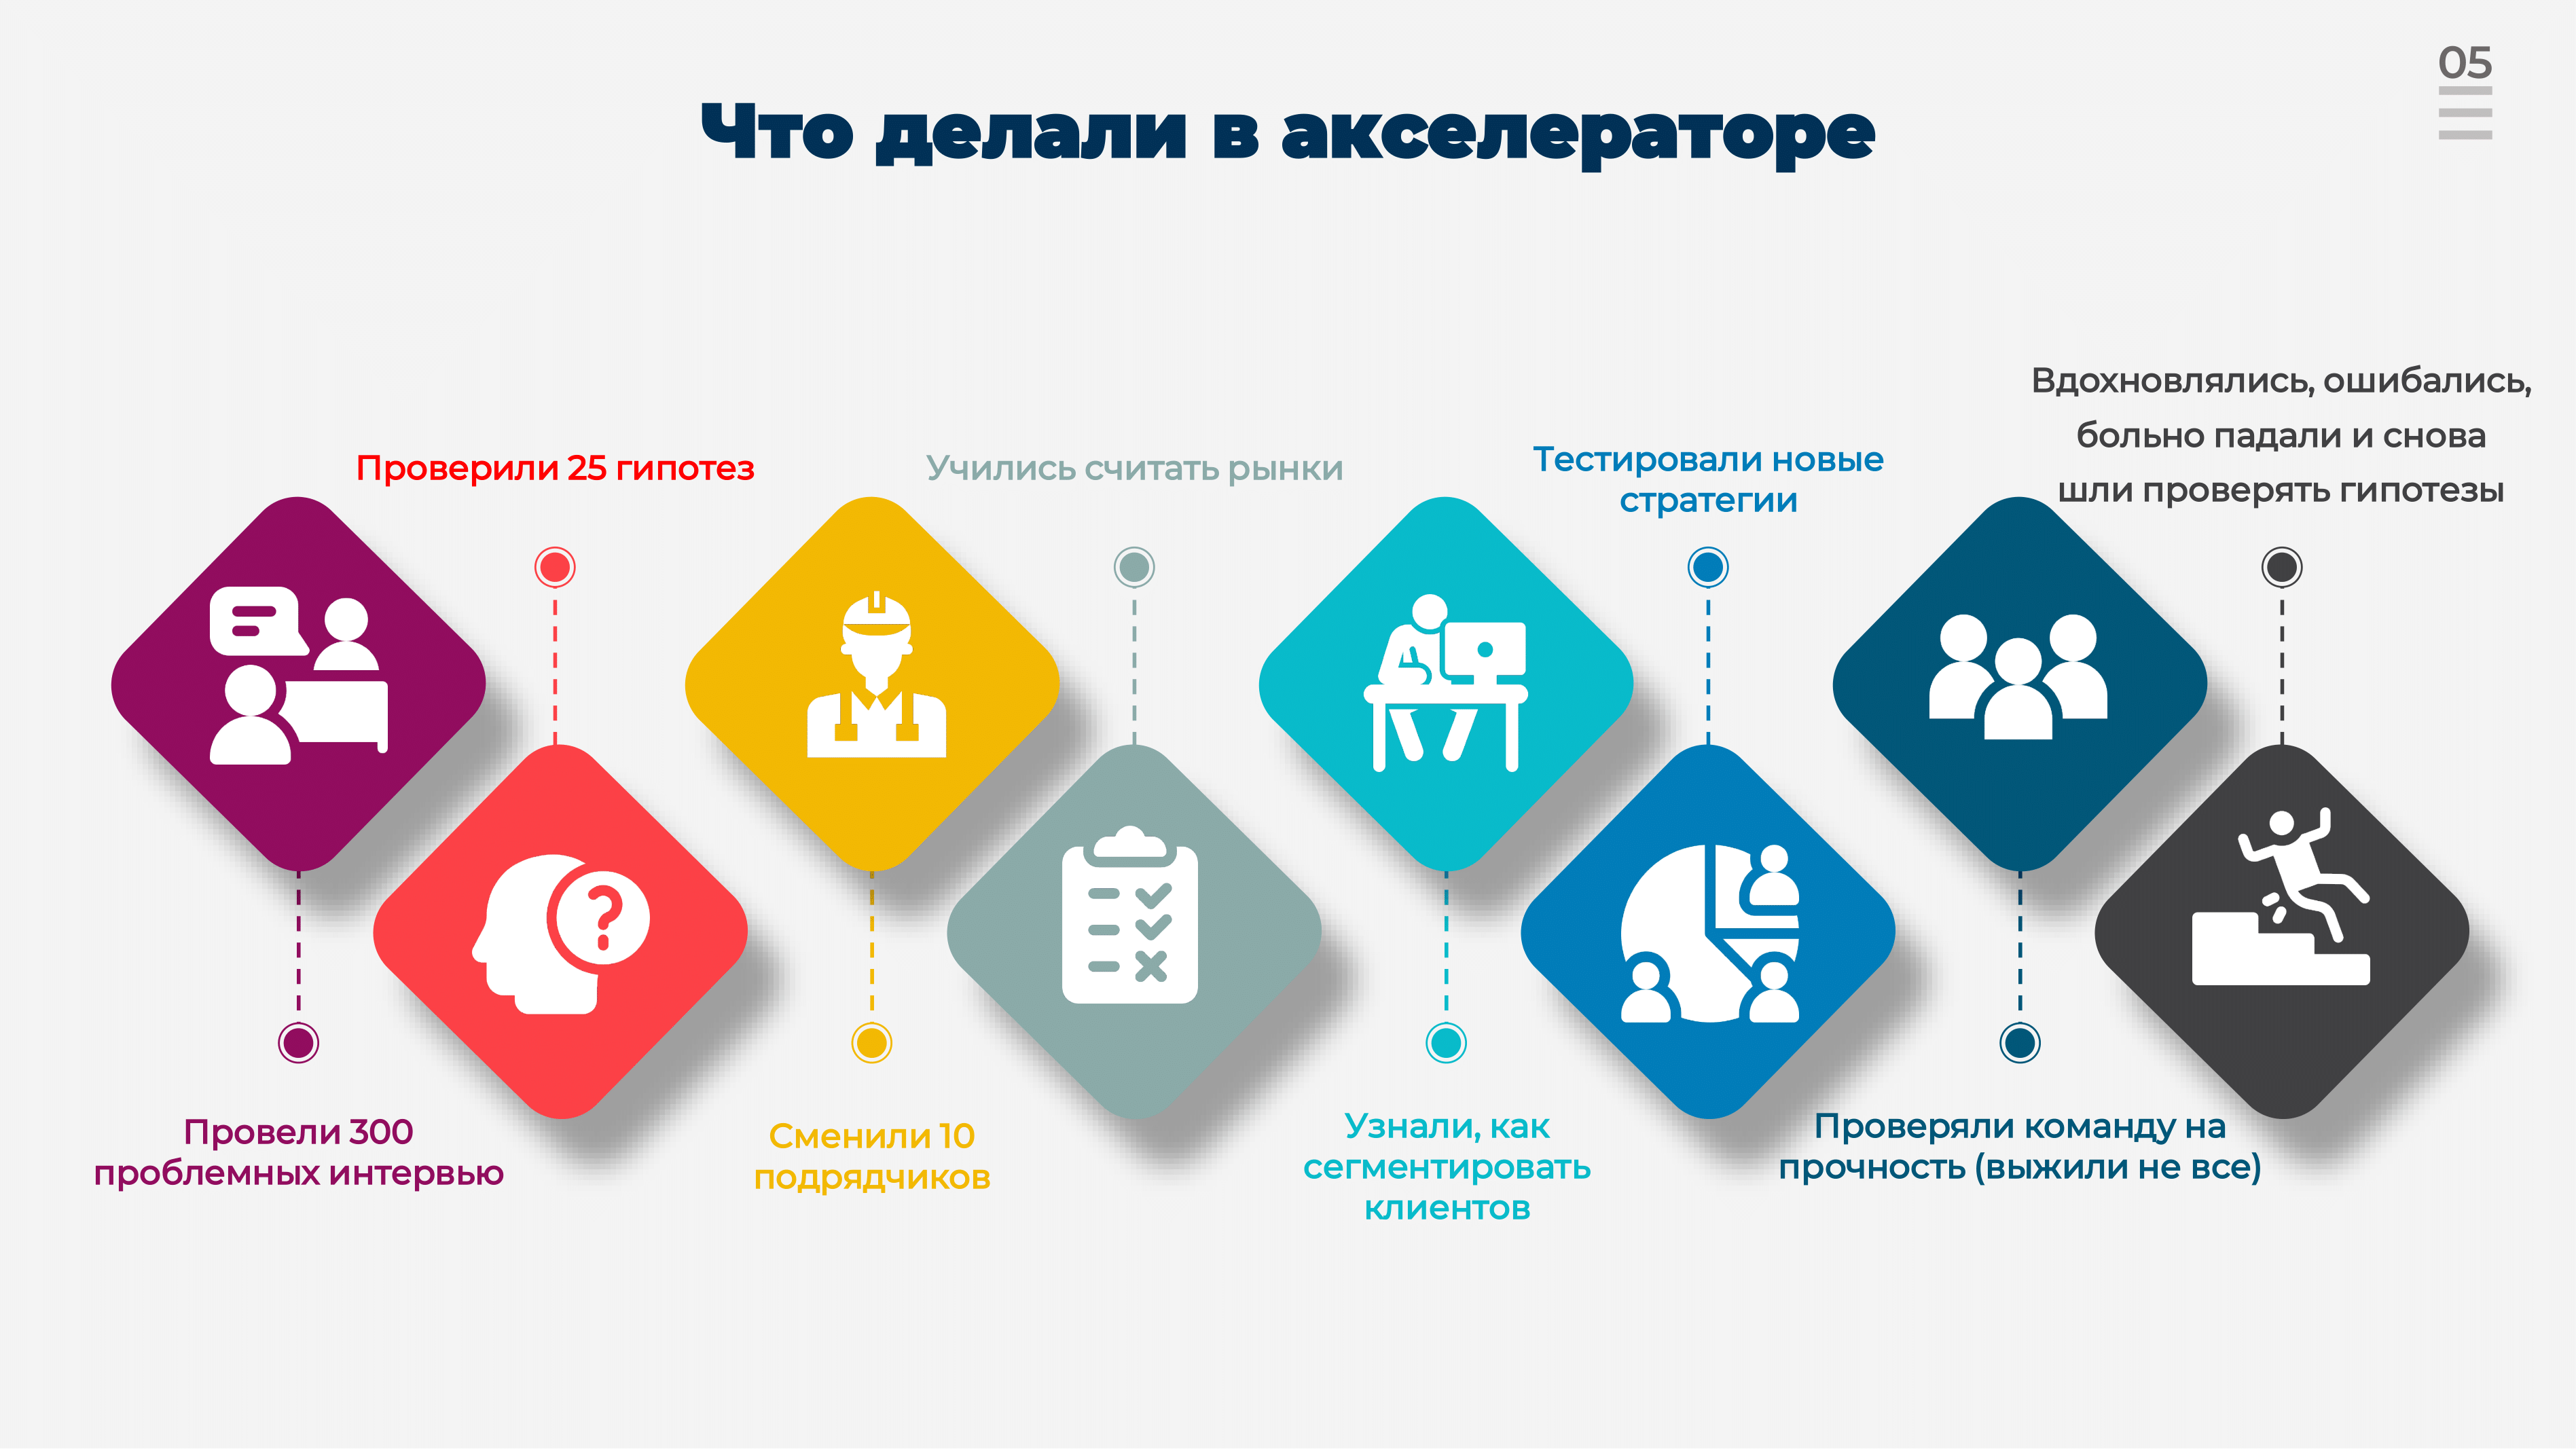 05
Что делали в акселераторе
Провели 300
проблемных интервью
Проверили 25 гипотез
Сменили 10
подрядчиков
Учились считать рынки
Узнали, как
сегментировать
клиентов
Тестировали новые
стратегии
Проверяли команду на
прочность (выжили не все)
Вдохновлялись, ошибались,
больно падали и снова
шли проверять гипотезы